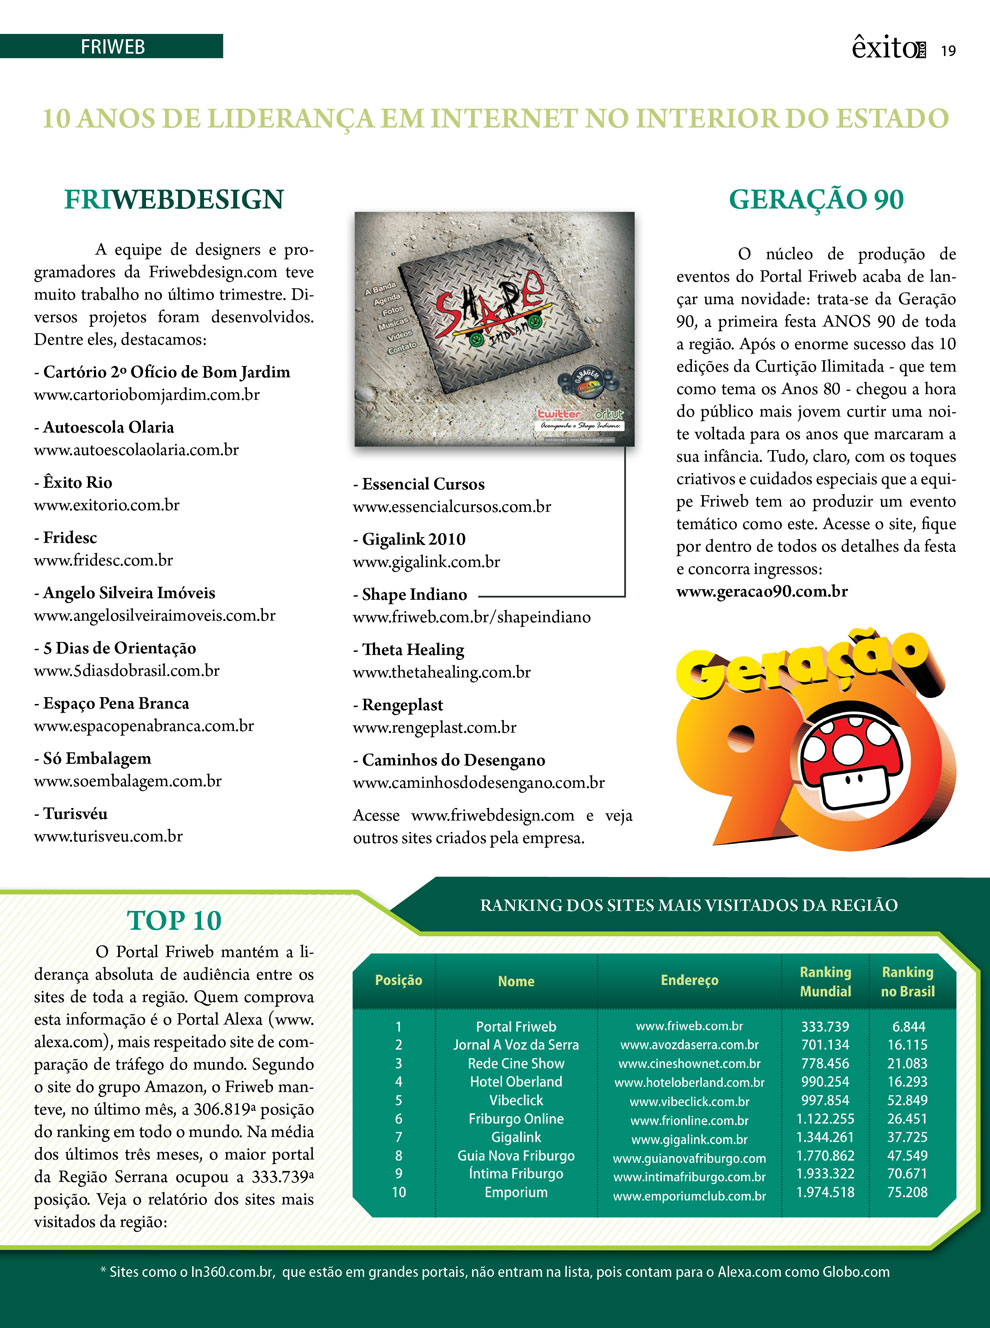 FRIWEB
êxito RIO 19
10 ANOS DE LIDERANÇA EM INTERNET NO INTERIOR DO ESTADO
FRIWEBDESIGN
A equipe de designers e pro-
gramadores da Friwebdesign.com teve
muito trabalho no último trimestre. Di-
versos projetos foram desenvolvidos.
Dentre eles, destacamos:
- Cartório 2º Ofício de Bom Jardim
www.cartoriobomjardim.com.br
- Autoescola Olaria
www.autoescolaolaria.com.br
- Êxito Rio
www.exitorio.com.br
- Fridesc
www.fridesc.com.br
- Angelo Silveira Imóveis
www.angelosilveiraimoveis.com.br
- 5 Dias de Orientação
www.5diasdobrasil.com.br
- Espaço Pena Branca
www.espacopenabranca.com.br
- Só Embalagem
www.soembalagem.com.br
- Turisvéu
www.turisveu.com.br
A Banda
Agenda
Fotos
Musicas
Videos
Contato
SHAPE
INDIANO
GARAGEM
twitter orkut
Acompanhe o Shape Indiano:
- Essencial Cursos
www.essencialcursos.com.br
- Gigalink 2010
www.gigalink.com.br
- Shape Indiano
www.friweb.com.br/shapeindiano
- Theta Healing
www.thetahealing.com.br
- Rengeplast
www.rengeplast.com.br
- Caminhos do Desengano
www.caminhosdodesengano.com.br
Acesse www.friwebdesign.com e veja
outros sites criados pela empresa.
GERAÇÃO 90
O núcleo de produção de
eventos do Portal Friweb acaba de lan-
çar uma novidade: trata-se da Geração
90, a primeira festa ANOS 90 de toda
a região. Após o enorme sucesso das 10
edições da Curtição Ilimitada - que tem
como tema os Anos 80 - chegou a hora
do público mais jovem curtir uma noi-
te voltada para os anos que marcaram a
sua infância. Tudo, claro, com os toques
criativos e cuidados especiais que a equi-
pe Friweb tem ao produzir um evento
temático como este. Acesse o site, fique
por dentro de todos os detalhes da festa
e concorra ingressos:
www.geracao90.com.br
Geração
90
TOP 10
O Portal Friweb mantém a li-
derança absoluta de audiência entre os
sites de toda a região. Quem comprova
esta informação é o Portal Alexa (www.
alexa.com), mais respeitado site de com-
paração de tráfego do mundo. Segundo
o site do grupo Amazon, o Friweb man-
teve, no último mês, a 306.819ª posição
do ranking em todo o mundo. Na média
dos últimos três meses, o maior portal
da Região Serrana ocupou a 333.739ª
posição. Veja o relatório dos sites mais
visitados da região:
RANKING DOS SITES MAIS VISITADOS DA REGIÃO
Posição Nome Endereço Ranking Mundial Ranking no Brasil
1 Portal Friweb www.friweb.com.br 333.739 6.844
2 Jornal A Voz da Serra www.avozdaserra.com.br 701.134 16.115
3 Rede Cine Show www.cineshownet.com.br 778.456 21.083
4 Hotel Oberland www.hoteloberland.com.br 990.254 16.293
5 Vibeclick www.vibeclick.com.br 997.854 52.849
6 Friburgo Online www.frionline.com.br 1.122.255 26.451
7 Gigalink www.gigalink.com.br 1.344.261 37.725
8 Guia Nova Friburgo www.guianovafriburgo.com 1.770.862 47.549
9 Íntima Friburgo www.intimafriburgo.com.br 1.933.322 70.671
10 Emporium www.emporiumclub.com.br 1.974.518 75.208
* Sites como o In360.com.br, que estão em grandes portais, não entram na lista, pois contam para o Alexa.com como Globo.com